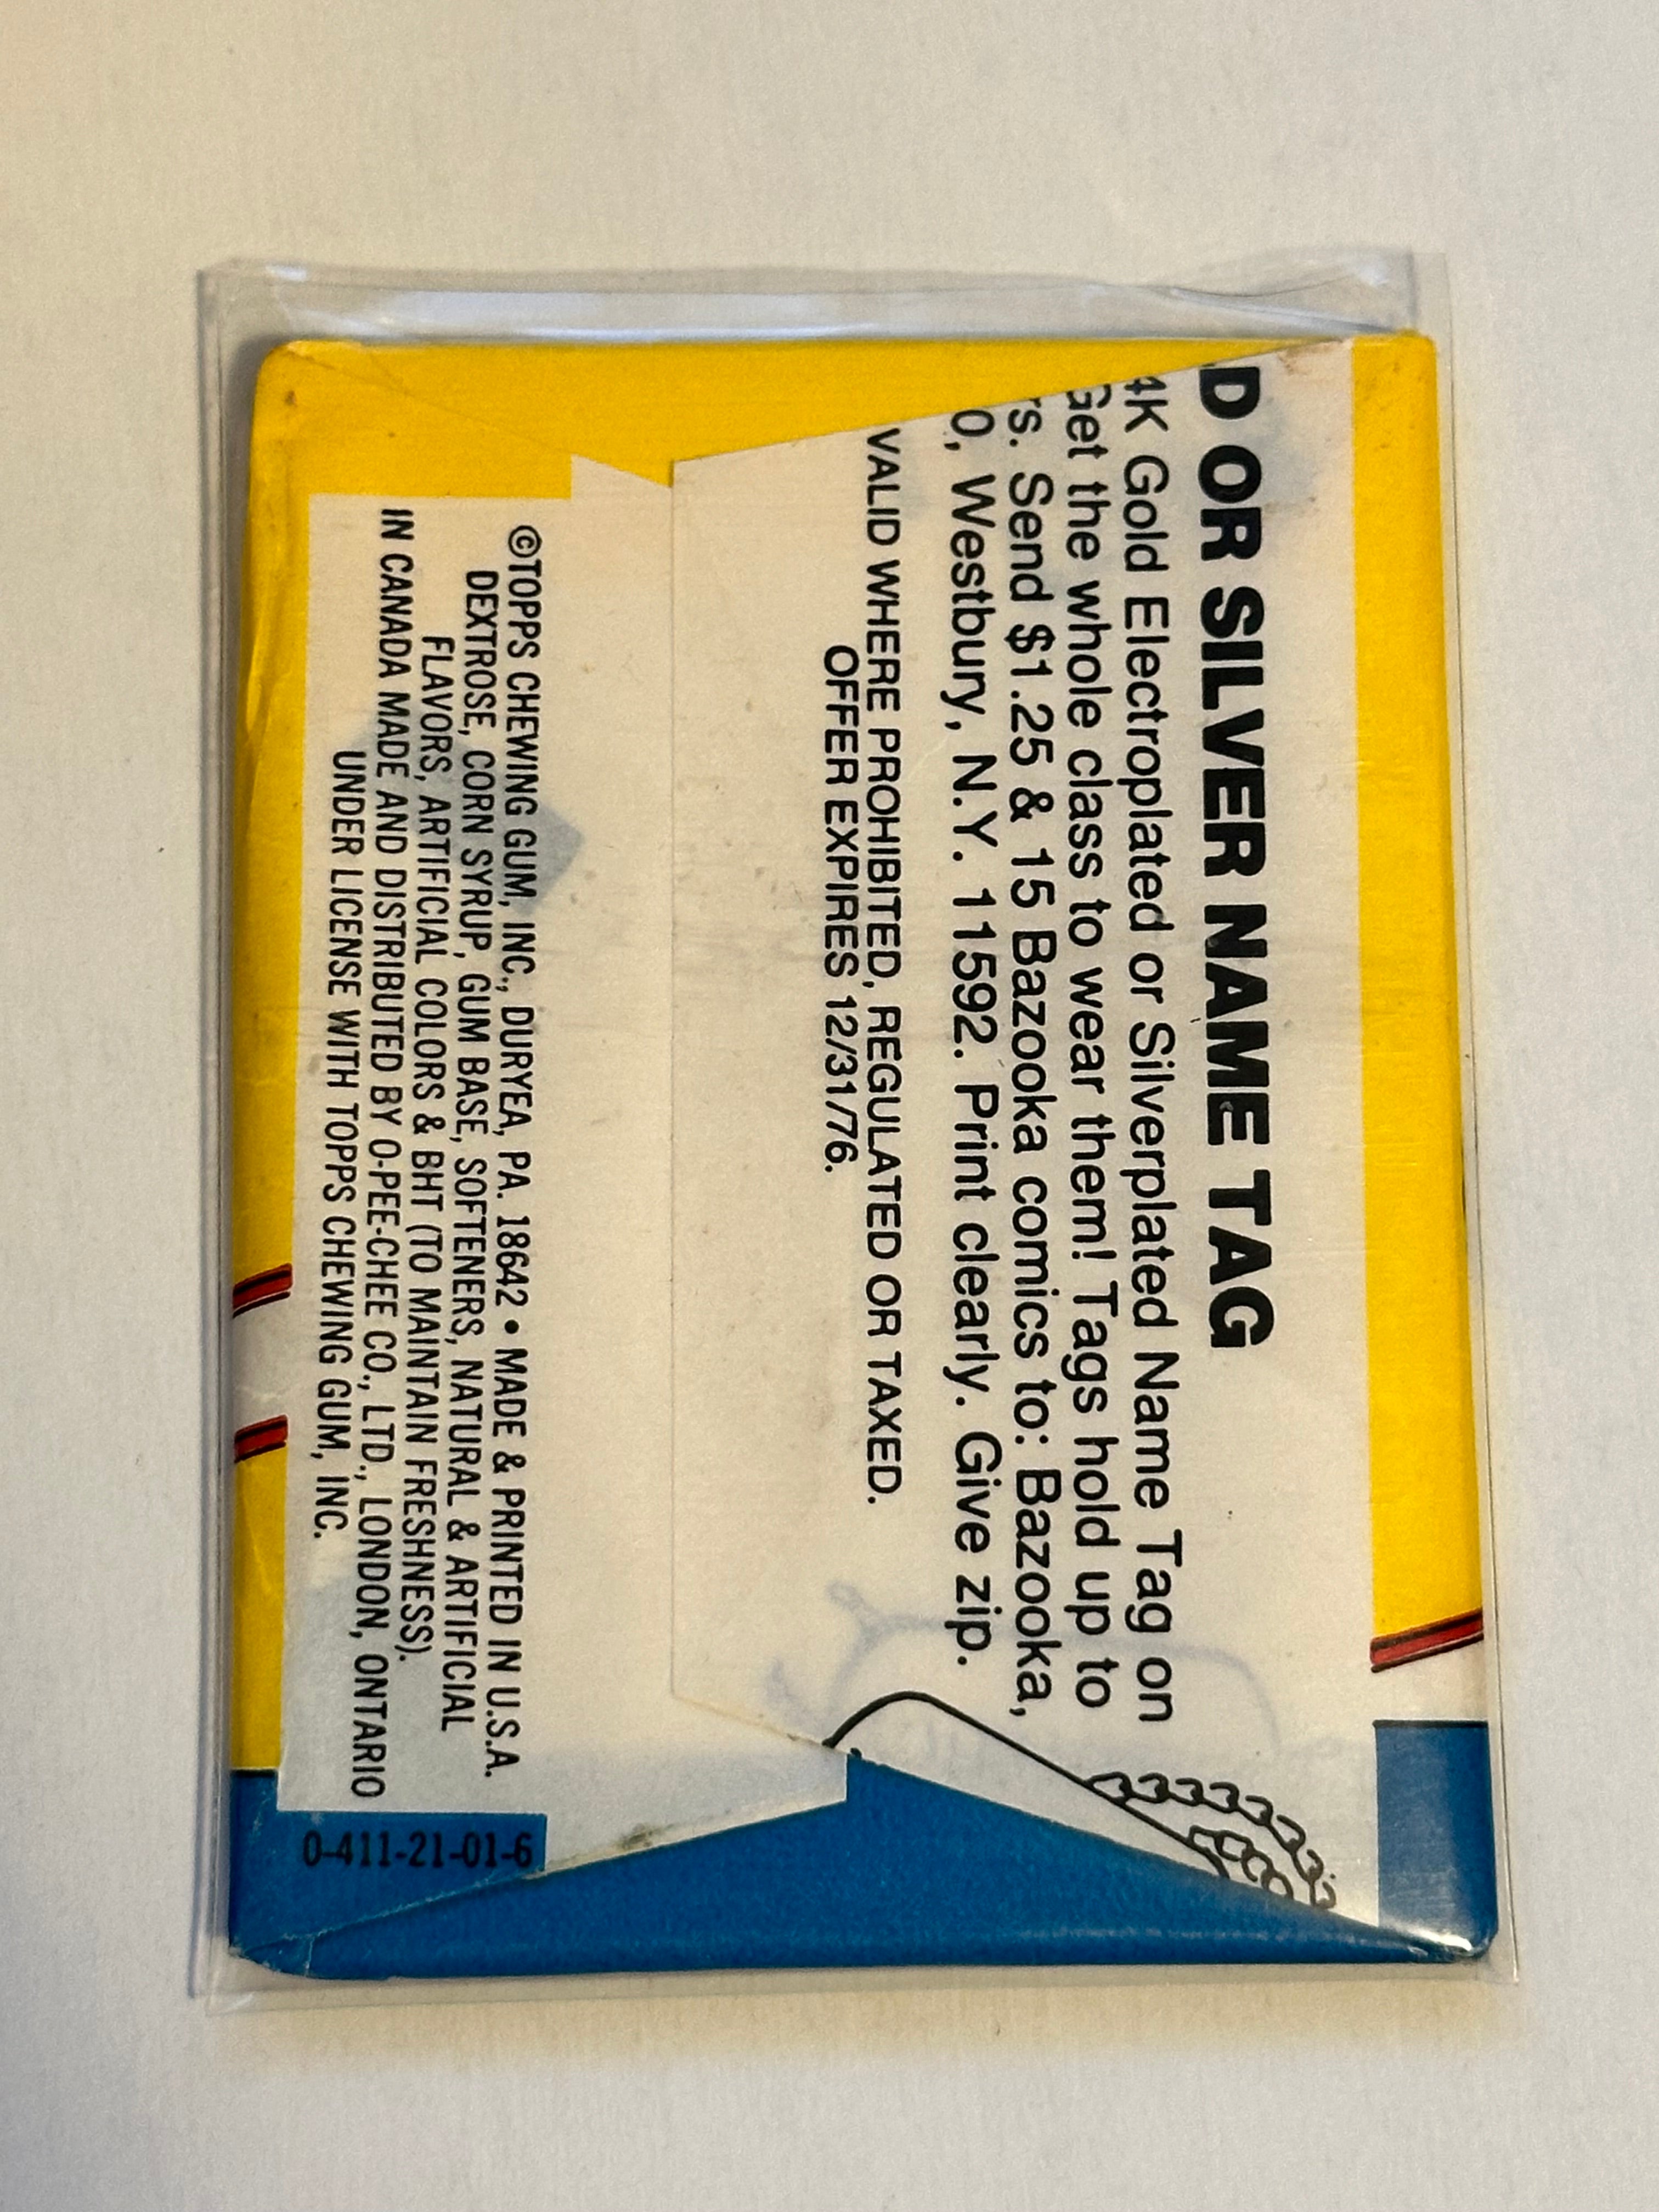 D OR SILVER NAME TAG
4K Gold Electroplated or Silverplated Name Tag on
Get the whole class to wear them! Tags hold up to
rs. Send $1.25 & 15 Bazooka comics to: Bazooka,
0, Westbury, N.Y. 11592. Print clearly. Give zip.
VALID WHERE PROHIBITED, REGULATED OR TAXED.
OFFER EXPIRES 12/31/76.
©TOPPS CHEWING GUM, INC., DURYEA, PA. 18642 • MADE & PRINTED IN U.S.A.
DEXTROSE, CORN SYRUP, GUM BASE, SOFTENERS, NATURAL & ARTIFICIAL
FLAVORS, ARTIFICIAL COLORS & BHT (TO MAINTAIN FRESHNESS).
IN CANADA MADE AND DISTRIBUTED BY O-PEE-CHEE CO., LTD., LONDON, ONTARIO
UNDER LICENSE WITH TOPPS CHEWING GUM, INC.
0-411-21-01-6